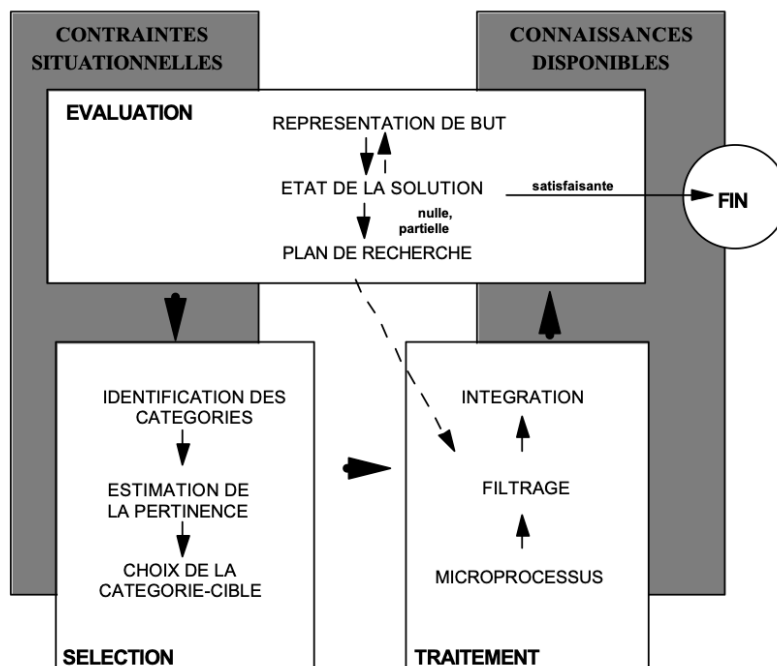 CONTRAINTES
SITUATIONNELLES
CONNAISSANCES
DISPONIBLES
EVALUATION
REPRESENTATION DE BUT
ETAT DE LA SOLUTION
satisfaisante
FIN
nulle,
partielle
PLAN DE RECHERCHE
IDENTIFICATION DES
CATEGORIES
ESTIMATION DE
LA PERTINENCE
CHOIX DE LA
CATEGORIE-CIBLE
SELECTION
INTEGRATION
FILTRAGE
MICROPROCESSUS
TRAITEMENT